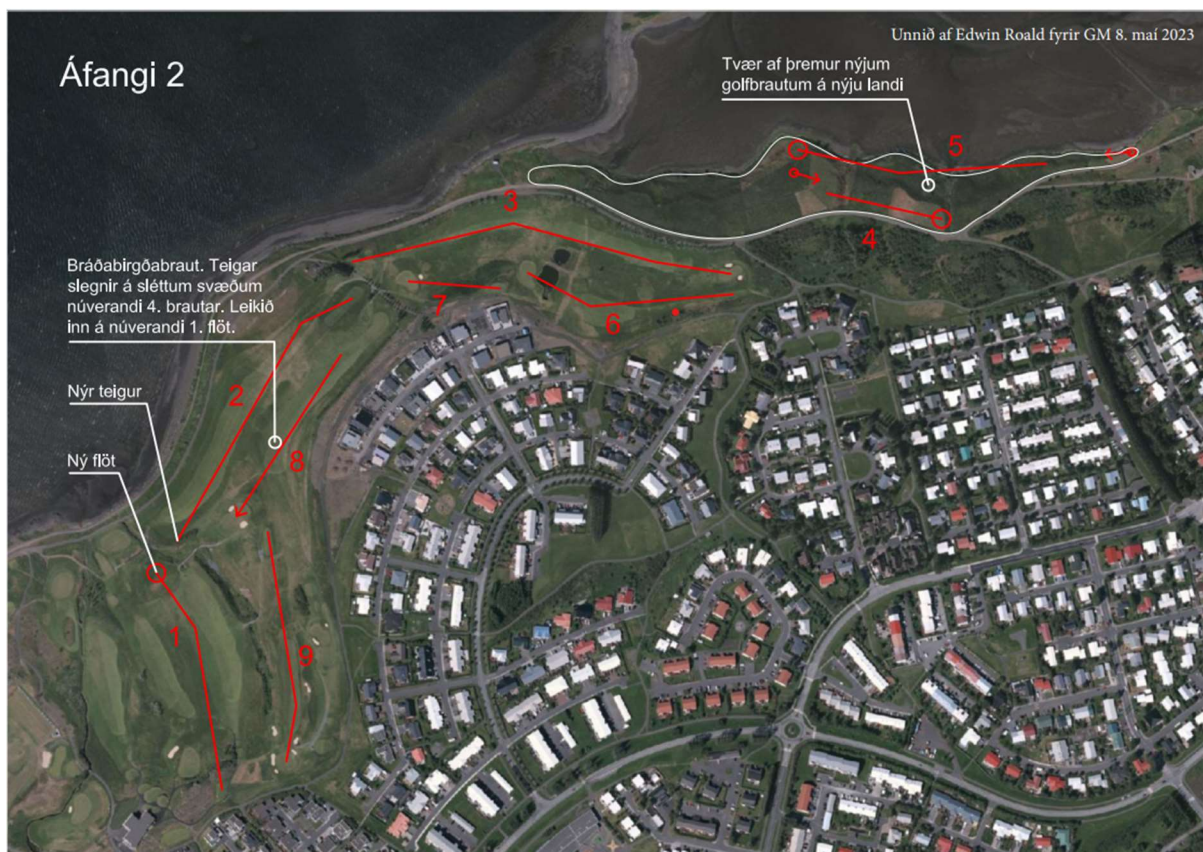 Unnið af Edwin Roald fyrir GM 8. maí 2023
Áfangi 2
Tvær af þremur nýjum
golfbrautum á nýju landi
5
3
4
Bráðabirgðabraut. Teigar
slegnir á sléttum svæðum
núverandi 4. brautar. Leikið
inn á núverandi 1. flöt.
7
6
Nýr teigur
2
8
Ný flöt
1
9